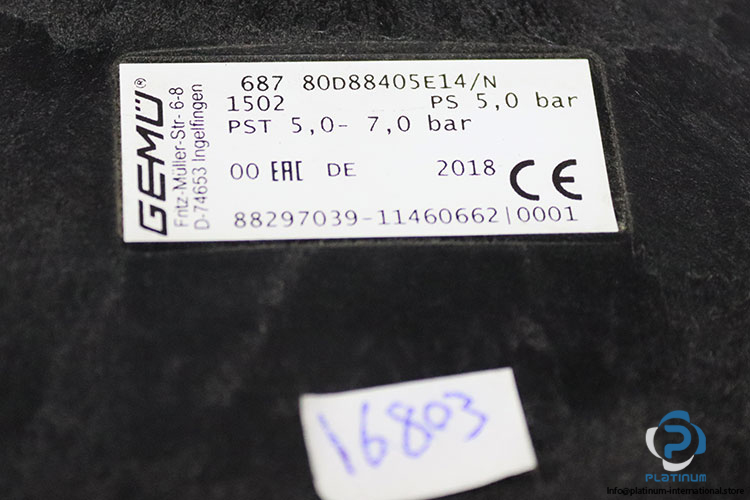 GEMÜ®
Fritz-Müller-Str- 6-8
D-74653 Ingelfingen
687 80D88405E14/N
1502 PS 5,0 bar
PST 5,0- 7,0 bar
00 EAC DE 2018 CE
88297039-11460662|0001
16803
PLATINUM
info@platinum-international.store